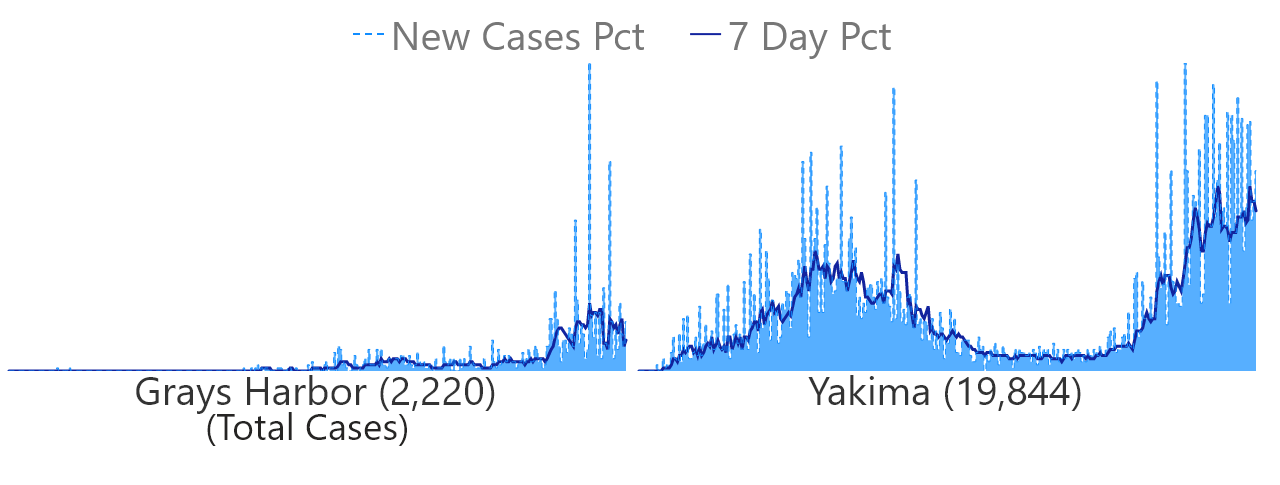 New Cases Pct 7 Day Pct
Grays Harbor (2,220)
(Total Cases)
Yakima (19,844)